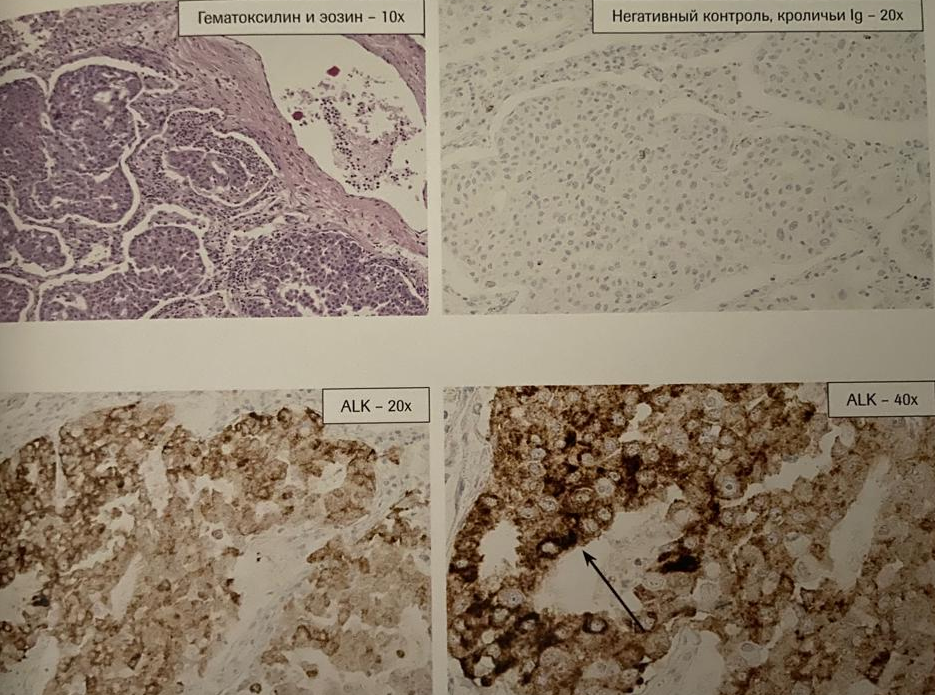 Гематоксилин и эозин – 10x
Негативный контроль, кроличьи Ig – 20x
ALK – 20x
ALK – 40x